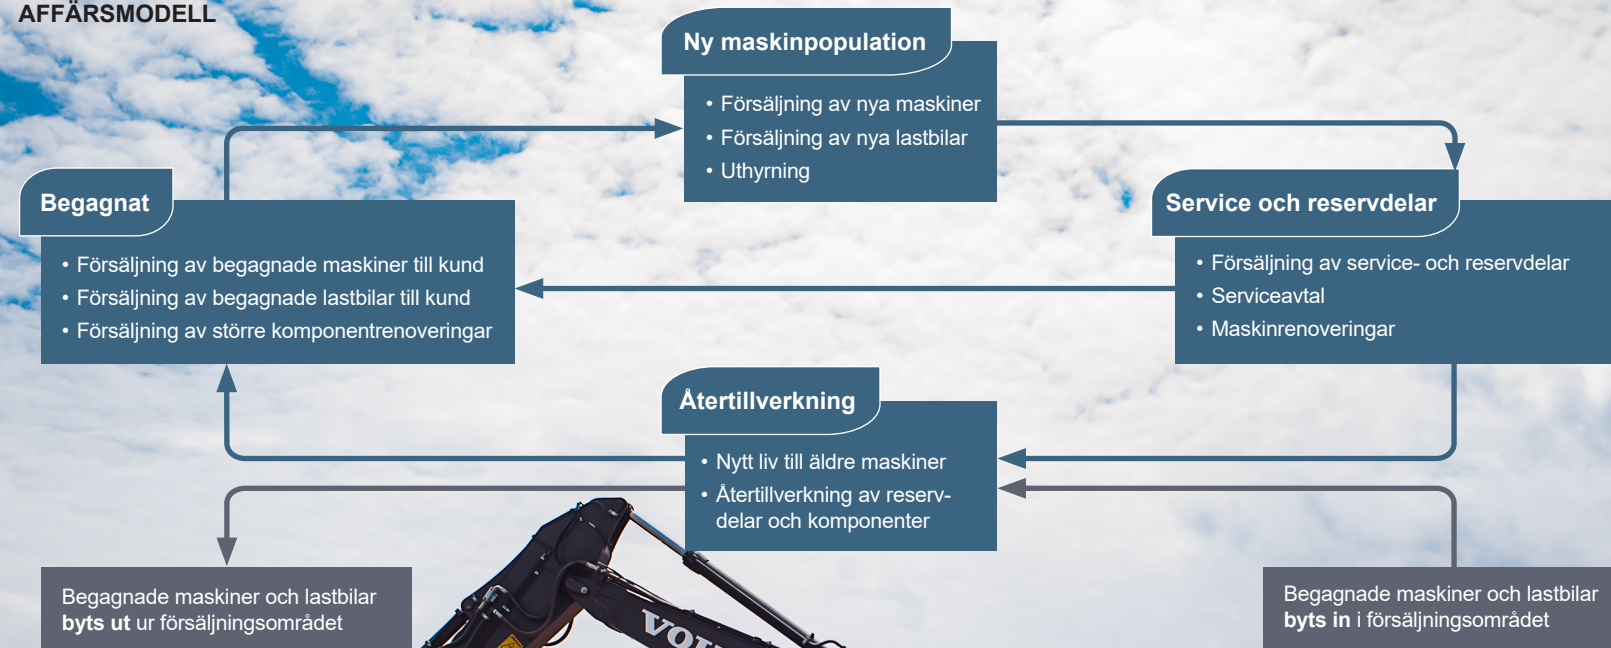 AFFÄRSMODELL
Ny maskinpopulation
• Försäljning av nya maskiner
• Försäljning av nya lastbilar
• Uthyrning
Begagnat
• Försäljning av begagnade maskiner till kund
• Försäljning av begagnade lastbilar till kund
• Försäljning av större komponentrenoveringar
Service och reservdelar
• Försäljning av service- och reservdelar
• Serviceavtal
• Maskinrenoveringar
Återtillverkning
• Nytt liv till äldre maskiner
• Återtillverkning av reserv-
delar och komponenter
Begagnade maskiner och lastbilar
byts ut ur försäljningsområdet
Begagnade maskiner och lastbilar
byts in i försäljningsområdet